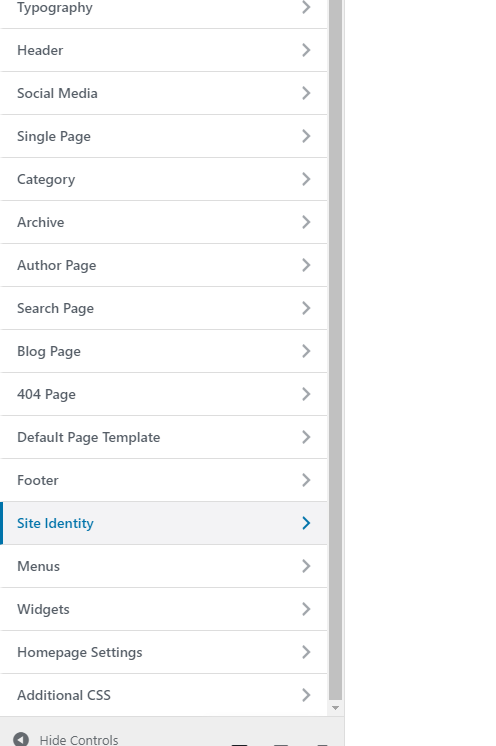 Typography
Header
Social Media
Single Page
Category
Archive
Author Page
Search Page
Blog Page
404 Page
Default Page Template
Footer
Site Identity
Menus
Widgets
Homepage Settings
Additional CSS
Hide Controls